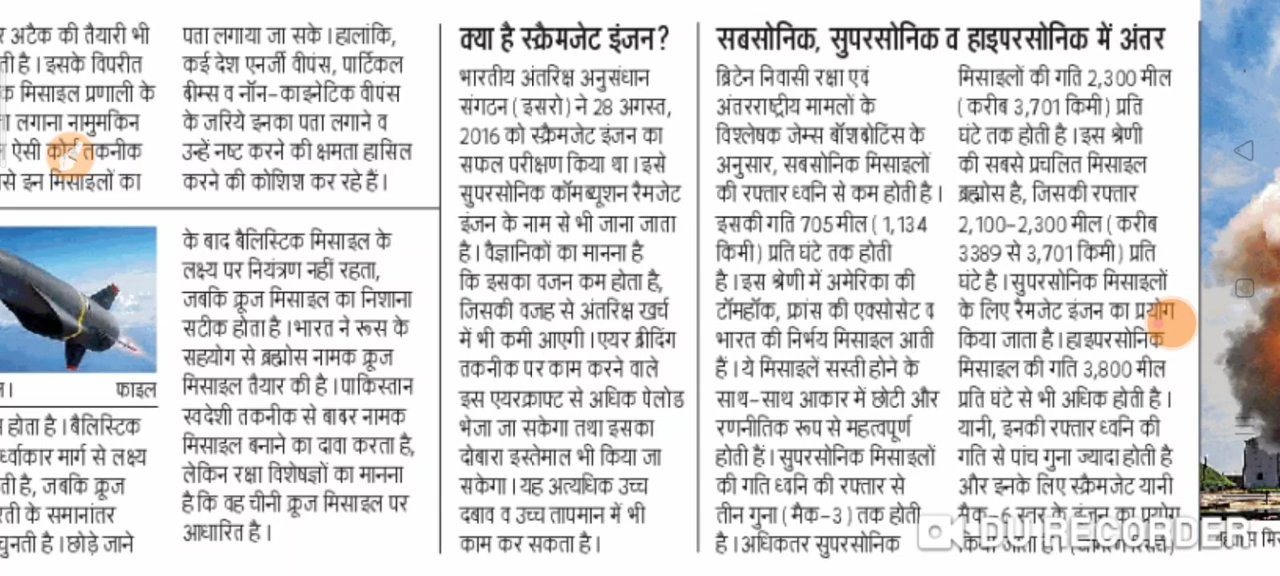 र अटैक की तैयारी भी
ती है। इसके विपरीत
क मिसाइल प्रणाली के
ा लगाना नामुमकिन
ऐसी कोई तकनीक
से इन मिसाइलों का
पता लगाया जा सके। हालांकि,
कई देश एनर्जी वीपंस, पार्टिकल
बीम्स व नॉन-काइनेटिक वीपंस
के जरिये इनका पता लगाने व
उन्हें नष्ट करने की क्षमता हासिल
करने की कोशिश कर रहे हैं।
फाइल
होता है। बैलिस्टिक
र्ध्वाकार मार्ग से लक्ष्य
ती है, जबकि क्रूज
रती के समानांतर
चुनती है। छोड़े जाने
के बाद बैलिस्टिक मिसाइल के
लक्ष्य पर नियंत्रण नहीं रहता,
जबकि क्रूज मिसाइल का निशाना
सटीक होता है। भारत ने रूस के
सहयोग से ब्रह्मोस नामक क्रूज
मिसाइल तैयार की है। पाकिस्तान
स्वदेशी तकनीक से बाबर नामक
मिसाइल बनाने का दावा करता है,
लेकिन रक्षा विशेषज्ञों का मानना
है कि वह चीनी क्रूज मिसाइल पर
आधारित है।
क्या है स्क्रैमजेट इंजन?
भारतीय अंतरिक्ष अनुसंधान
संगठन (इसरो) ने 28 अगस्त,
2016 को स्क्रैमजेट इंजन का
सफल परीक्षण किया था। इसे
सुपरसोनिक कॉमब्यूशन रैमजेट
इंजन के नाम से भी जाना जाता
है। वैज्ञानिकों का मानना है
कि इसका वजन कम होता है,
जिसकी वजह से अंतरिक्ष खर्च
में भी कमी आएगी। एयर ब्रीदिंग
तकनीक पर काम करने वाले
इस एयरक्राफ्ट से अधिक पेलोड
भेजा जा सकेगा तथा इसका
दोबारा इस्तेमाल भी किया जा
सकेगा। यह अत्यधिक उच्च
दबाव व उच्च तापमान में भी
काम कर सकता है।
सबसोनिक, सुपरसोनिक व हाइपरसोनिक में अंतर
ब्रिटेन निवासी रक्षा एवं
अंतरराष्ट्रीय मामलों के
विश्लेषक जेम्स बॉशबोटिंस के
अनुसार, सबसोनिक मिसाइलों
की रफ्तार ध्वनि से कम होती है।
इसकी गति 705 मील (1,134
किमी) प्रति घंटे तक होती
है। इस श्रेणी में अमेरिका की
टॉमहॉक, फ्रांस की एक्सोसेट व
भारत की निर्भय मिसाइल आती
हैं। ये मिसाइलें सस्ती होने के
साथ-साथ आकार में छोटी और
रणनीतिक रूप से महत्वपूर्ण
होती हैं। सुपरसोनिक मिसाइलों
की गति ध्वनि की रफ्तार से
तीन गुना (मैक-3) तक होती
है। अधिकतर सुपरसोनिक
मिसाइलों की गति 2,300 मील
(करीब 3,701 किमी) प्रति
घंटे तक होती है। इस श्रेणी
की सबसे प्रचलित मिसाइल
ब्रह्मोस है, जिसकी रफ्तार
2,100-2,300 मील (करीब
3389 से 3,701 किमी) प्रति
घंटे है। सुपरसोनिक मिसाइलों
के लिए रैमजेट इंजन का प्रयोग
किया जाता है। हाइपरसोनिक
मिसाइल की गति 3,800 मील
प्रति घंटे से भी अधिक होती है।
यानी, इनकी रफ्तार ध्वनि की
गति से पांच गुना ज्यादा होती है
और इनके लिए स्क्रैमजेट यानी
मैक-6 स्तर के इंजन का प्रयोग
किया जाता है।
DU RECORDER